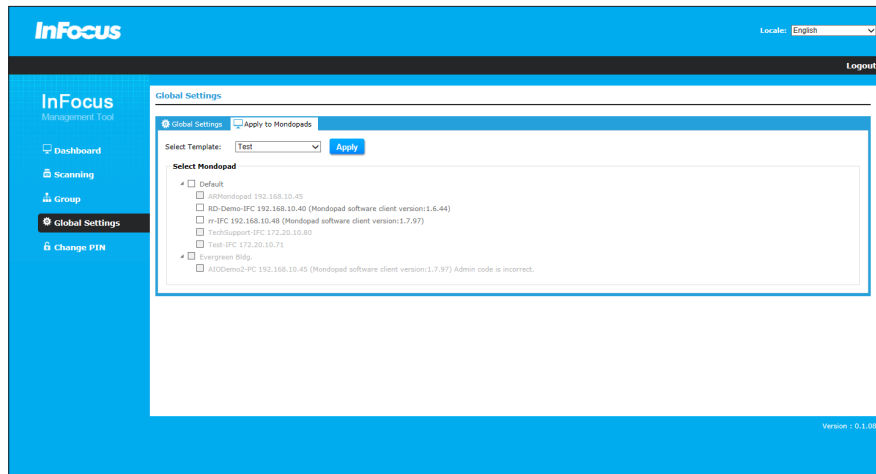 InFocus
Locale: English
Logout
InFocus
Management Tool
Dashboard
Scanning
Group
Global Settings
Change PIN
Global Settings
Global Settings Apply to Mondopads
Select Template: Test Apply
Select Mondopad
Default
ARMondopad 192.168.10.45
RD-Demo-IFC 192.168.10.40 (Mondopad software client version:1.6.44)
rr-IFC 192.168.10.48 (Mondopad software client version:1.7.97)
TechSupport-IFC 172.20.10.80
Test-IFC 172.20.10.71
Evergreen Bldg.
AIODemo2-PC 192.168.10.45 (Mondopad software client version:1.7.97) Admin code is incorrect.
Version : 0.1.08